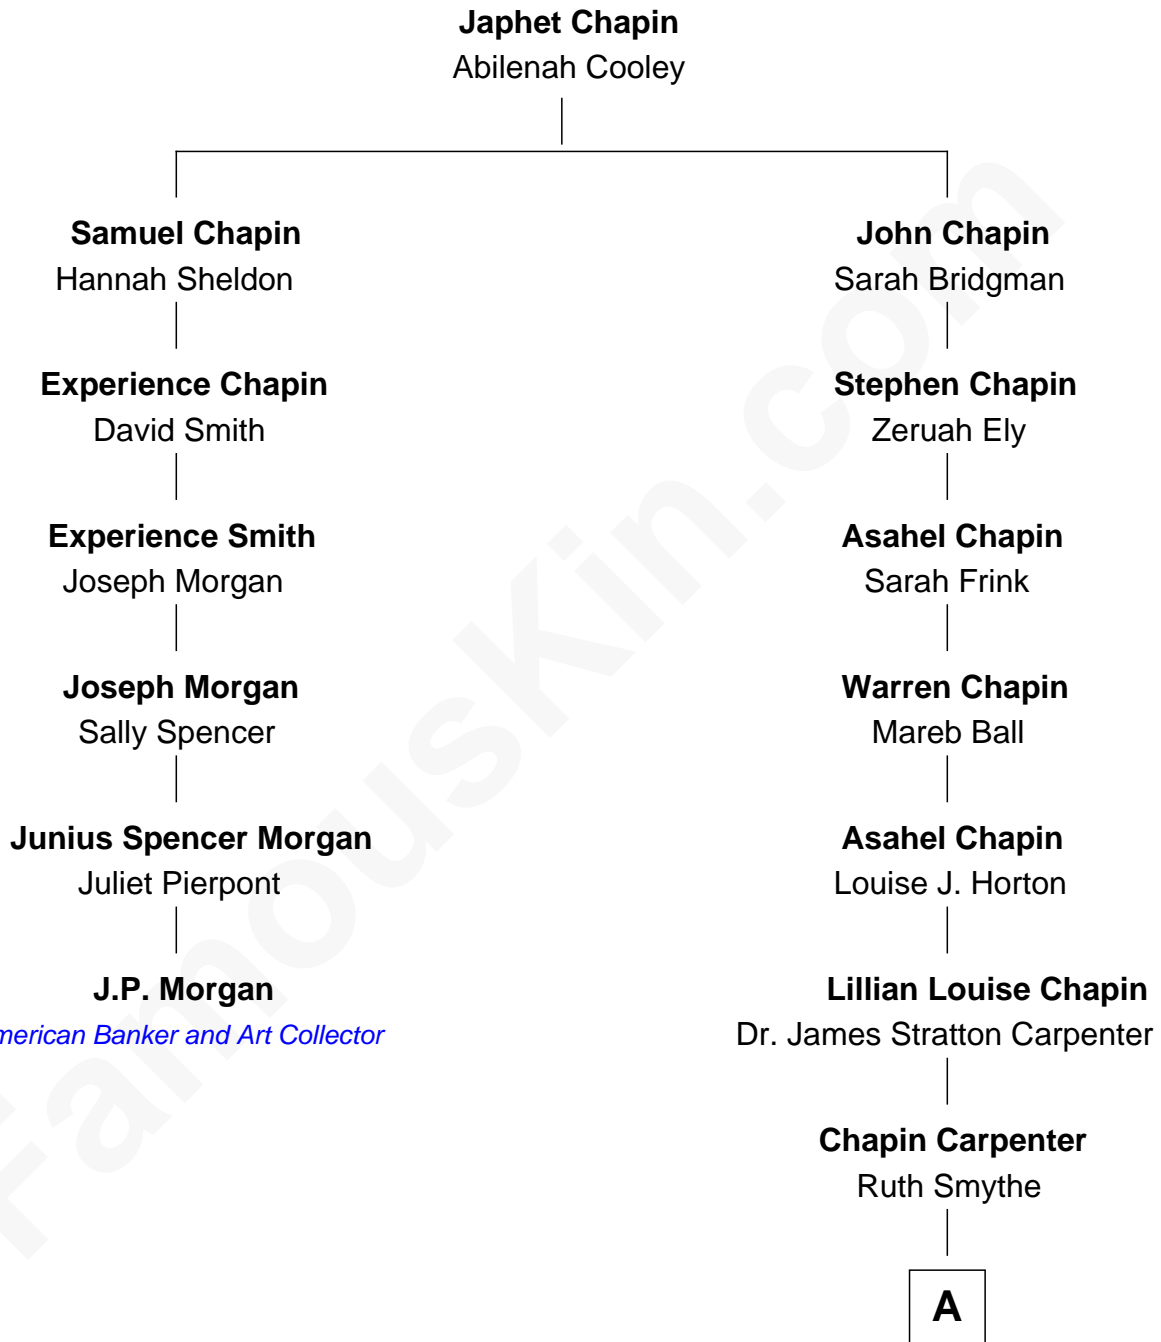 Japhet Chapin
Abilenah Cooley
Samuel Chapin
Hannah Sheldon
John Chapin
Sarah Bridgman
Experience Chapin
David Smith
Stephen Chapin
Zeruah Ely
Experience Smith
Joseph Morgan
Asahel Chapin
Sarah Frink
Joseph Morgan
Sally Spencer
Warren Chapin
Mareb Ball
Junius Spencer Morgan
Juliet Pierpont
Asahel Chapin
Louise J. Horton
J.P. Morgan
merican Banker and Art Collector
Lillian Louise Chapin
Dr. James Stratton Carpenter
Chapin Carpenter
Ruth Smythe
A
FamousKin.com